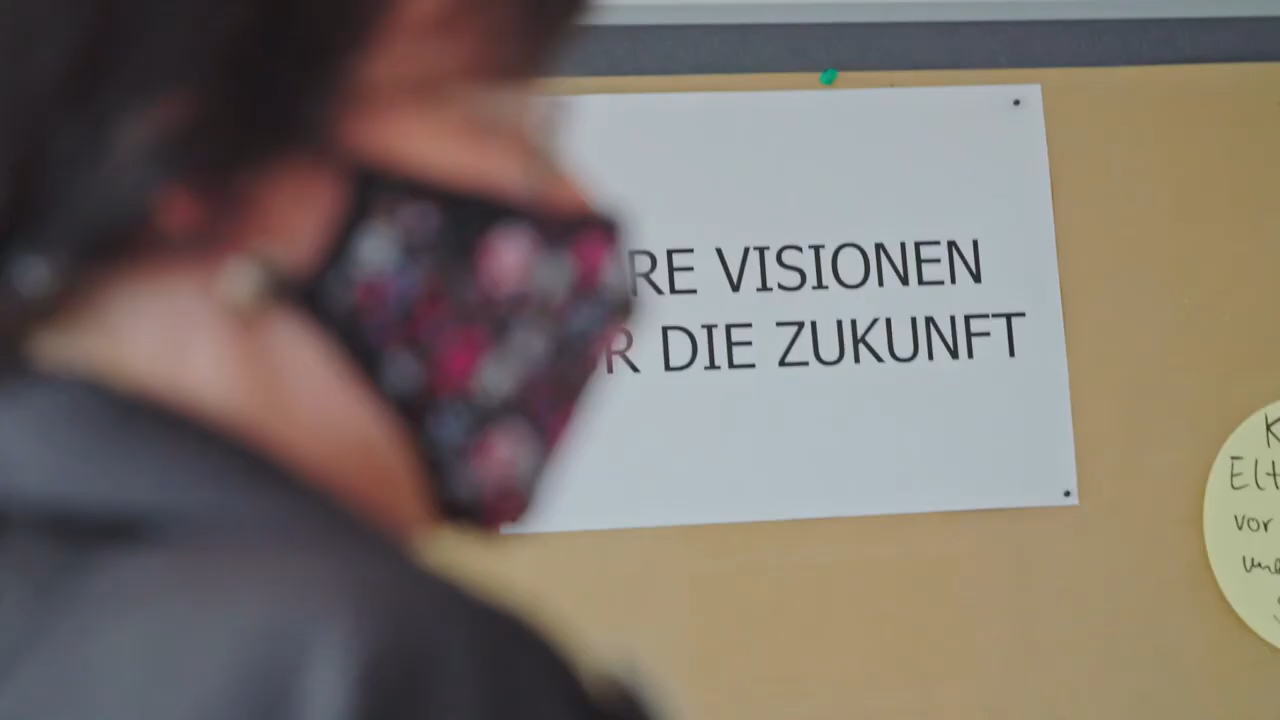 RE VISIONEN
R DIE ZUKUNFT
K
Elt
vor